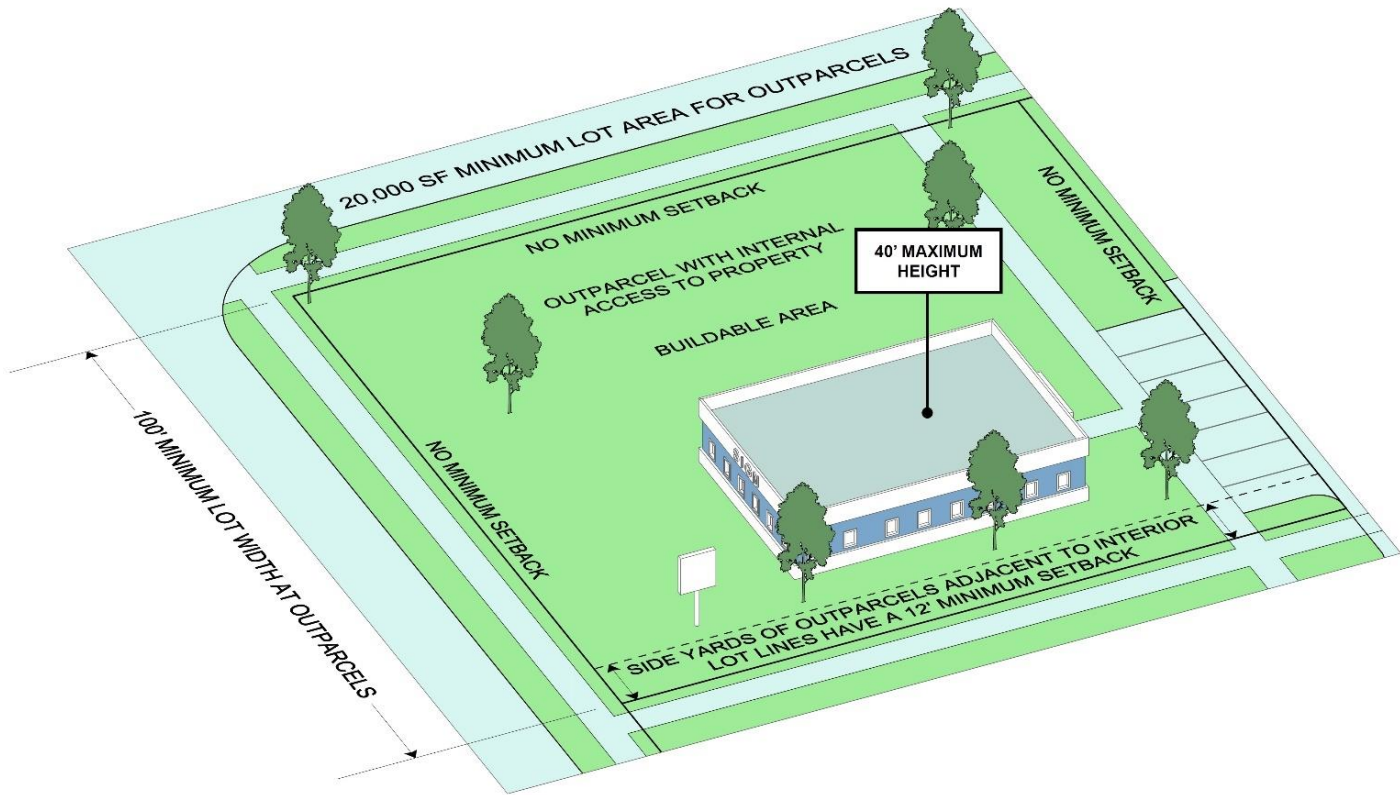 20,000 SF MINIMUM LOT AREA FOR OUTPARCELS
NO MINIMUM SETBACK
NO MINIMUM SETBACK
OUTPARCEL WITH INTERNAL
ACCESS TO PROPERTY
40' MAXIMUM
HEIGHT
BUILDABLE AREA
100' MINIMUM LOT WIDTH AT OUTPARCELS
NO MINIMUM SETBACK
SIGN
SIDE YARDS OF OUTPARCELS ADJACENT TO INTERIOR
LOT LINES HAVE A 12' MINIMUM SETBACK